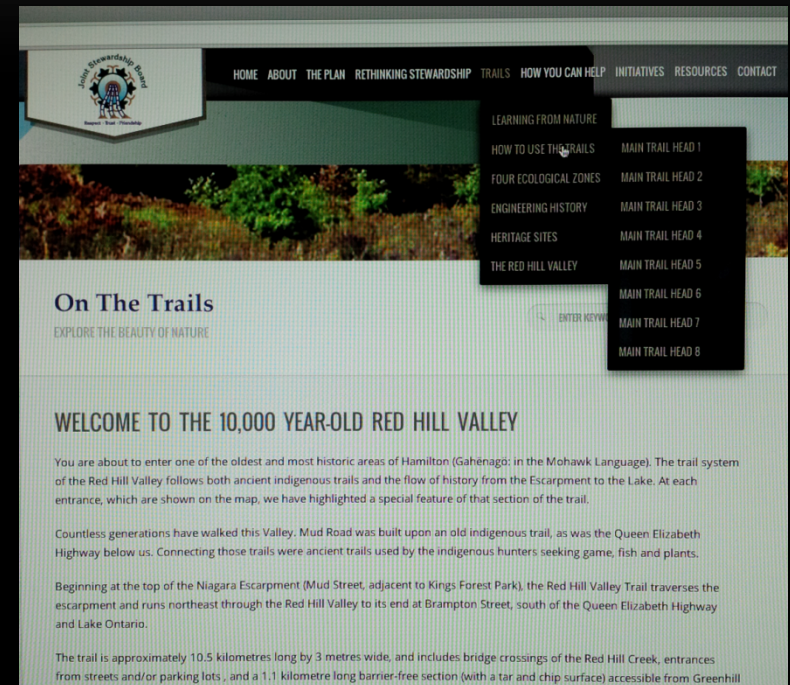 Joint Stewardship Board
Respect · Trust · Friendship
HOME ABOUT THE PLAN RETHINKING STEWARDSHIP TRAILS HOW YOU CAN HELP INITIATIVES RESOURCES CONTACT
LEARNING FROM NATURE
HOW TO USE THE TRAILS
FOUR ECOLOGICAL ZONES
ENGINEERING HISTORY
HERITAGE SITES
THE RED HILL VALLEY
MAIN TRAIL HEAD 1
MAIN TRAIL HEAD 2
MAIN TRAIL HEAD 3
MAIN TRAIL HEAD 4
MAIN TRAIL HEAD 5
MAIN TRAIL HEAD 6
MAIN TRAIL HEAD 7
MAIN TRAIL HEAD 8
On The Trails
EXPLORE THE BEAUTY OF NATURE
ENTER KEYWO
WELCOME TO THE 10,000 YEAR-OLD RED HILL VALLEY
You are about to enter one of the oldest and most historic areas of Hamilton (Gahênagö: in the Mohawk Language). The trail system
of the Red Hill Valley follows both ancient indigenous trails and the flow of history from the Escarpment to the Lake. At each
entrance, which are shown on the map, we have highlighted a special feature of that section of the trail.
Countless generations have walked this Valley. Mud Road was built upon an old indigenous trail, as was the Queen Elizabeth
Highway below us. Connecting those trails were ancient trails used by the indigenous hunters seeking game, fish and plants.
Beginning at the top of the Niagara Escarpment (Mud Street, adjacent to Kings Forest Park), the Red Hill Valley Trail traverses the
escarpment and runs northeast through the Red Hill Valley to its end at Brampton Street, south of the Queen Elizabeth Highway
and Lake Ontario.
The trail is approximately 10.5 kilometres long by 3 metres wide, and includes bridge crossings of the Red Hill Creek, entrances
from streets and/or parking lots , and a 1.1 kilometre long barrier-free section (with a tar and chip surface) accessible from Greenhill